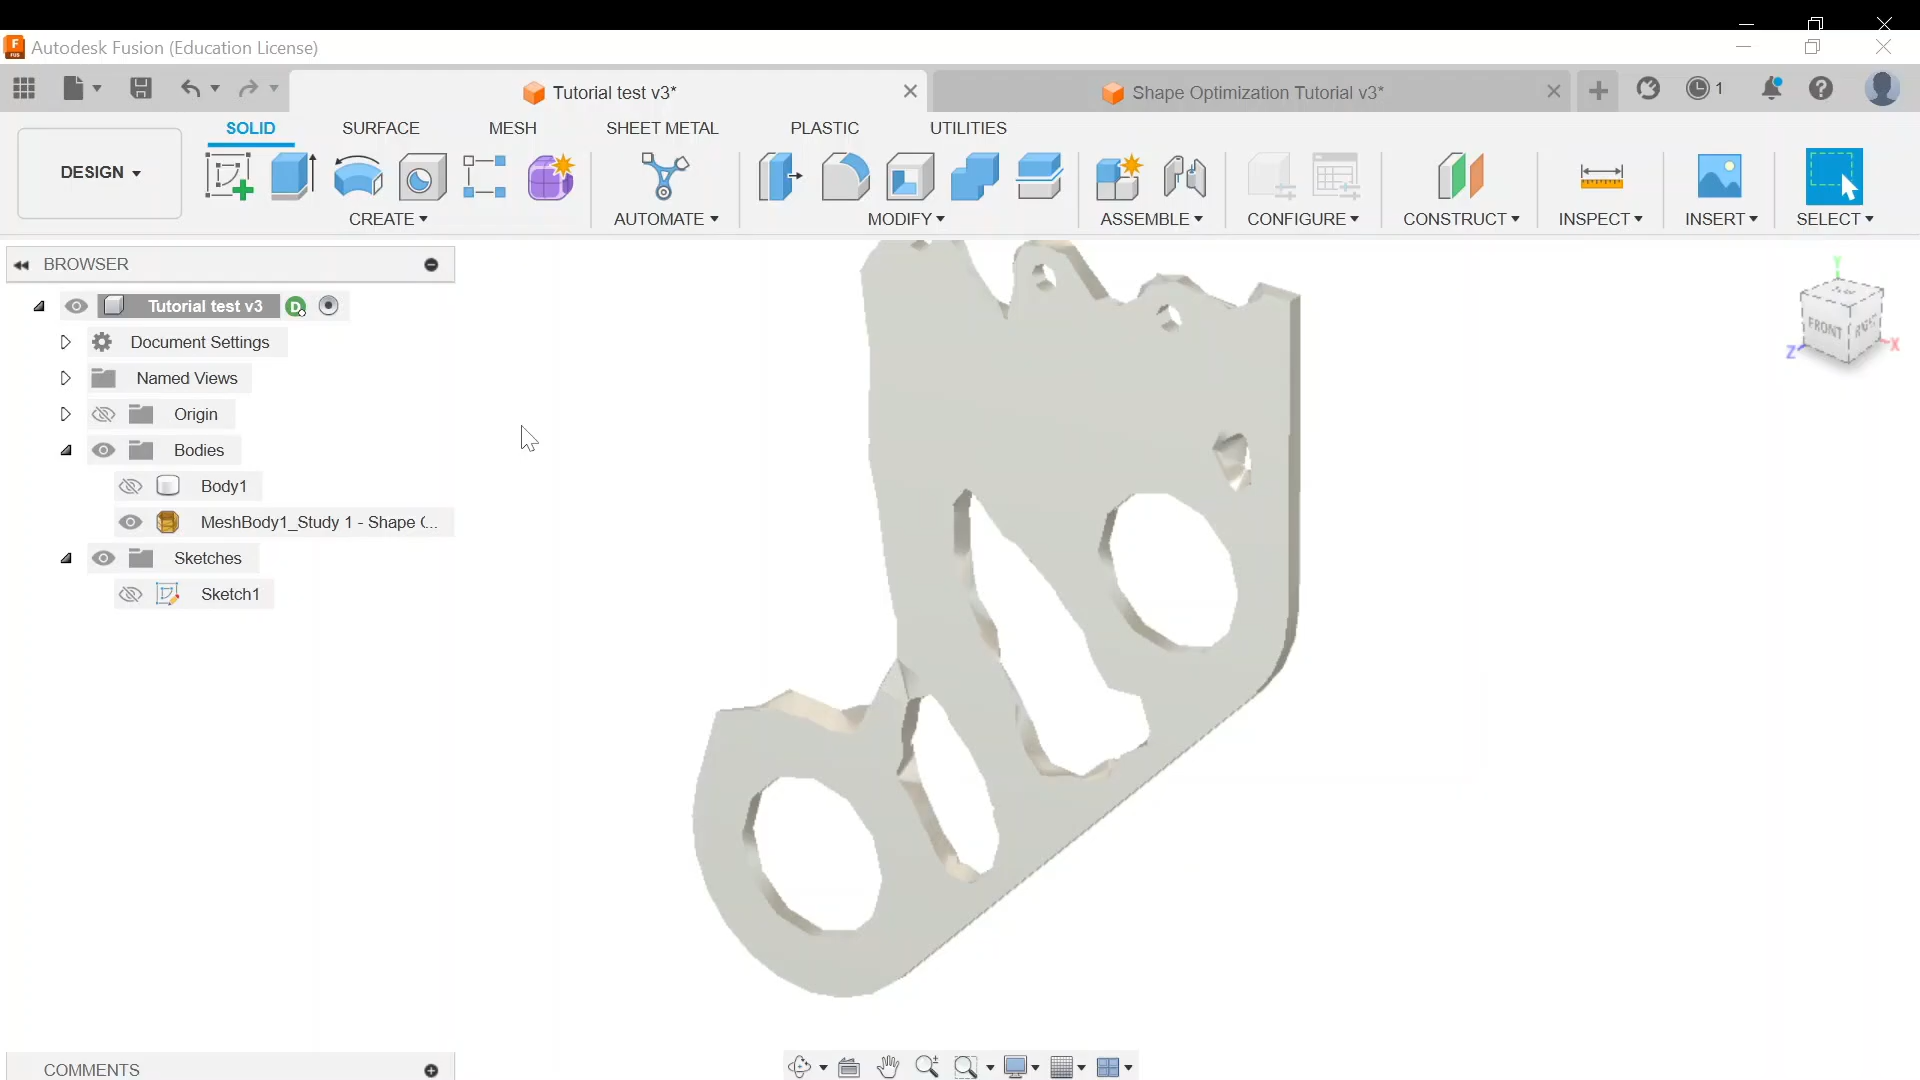 Autodesk Fusion (Education License)
Tutorial test v3*
Shape Optimization Tutorial v3*
1
SOLID
SURFACE
MESH
SHEET METAL
PLASTIC
UTILITIES
DESIGN
CREATE
AUTOMATE
MODIFY
ASSEMBLE
CONFIGURE
CONSTRUCT
INSPECT
INSERT
SELECT
BROWSER
Tutorial test v3
D
Document Settings
Named Views
Origin
Bodies
Body1
MeshBody1_Study 1 - Shape (...
Sketches
Sketch1
Y
FRONT
RIGHT
Z
X
COMMENTS